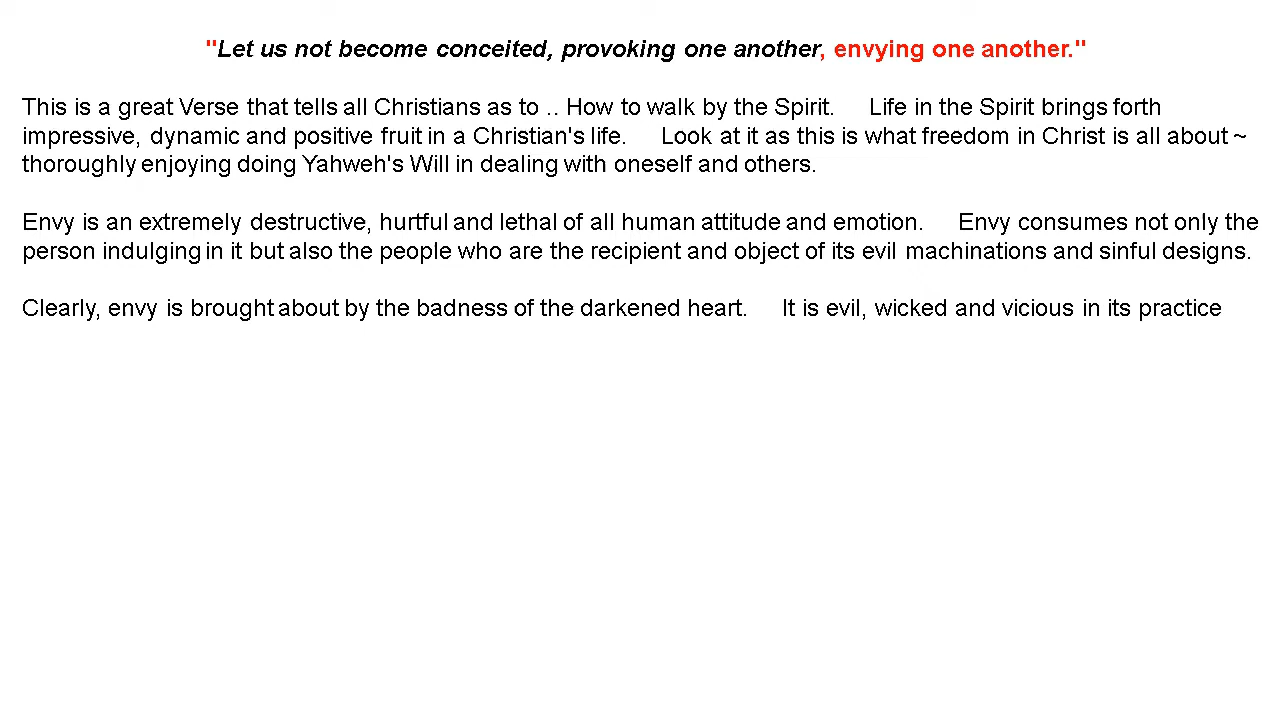 "Let us not become conceited, provoking one another, envying one another."
This is a great Verse that tells all Christians as to .. How to walk by the Spirit. Life in the Spirit brings forth
impressive, dynamic and positive fruit in a Christian's life. Look at it as this is what freedom in Christ is all about ~
thoroughly enjoying doing Yahweh's Will in dealing with oneself and others.
Envy is an extremely destructive, hurtful and lethal of all human attitude and emotion. Envy consumes not only the
person indulging in it but also the people who are the recipient and object of its evil machinations and sinful designs.
Clearly, envy is brought about by the badness of the darkened heart. It is evil, wicked and vicious in its practice